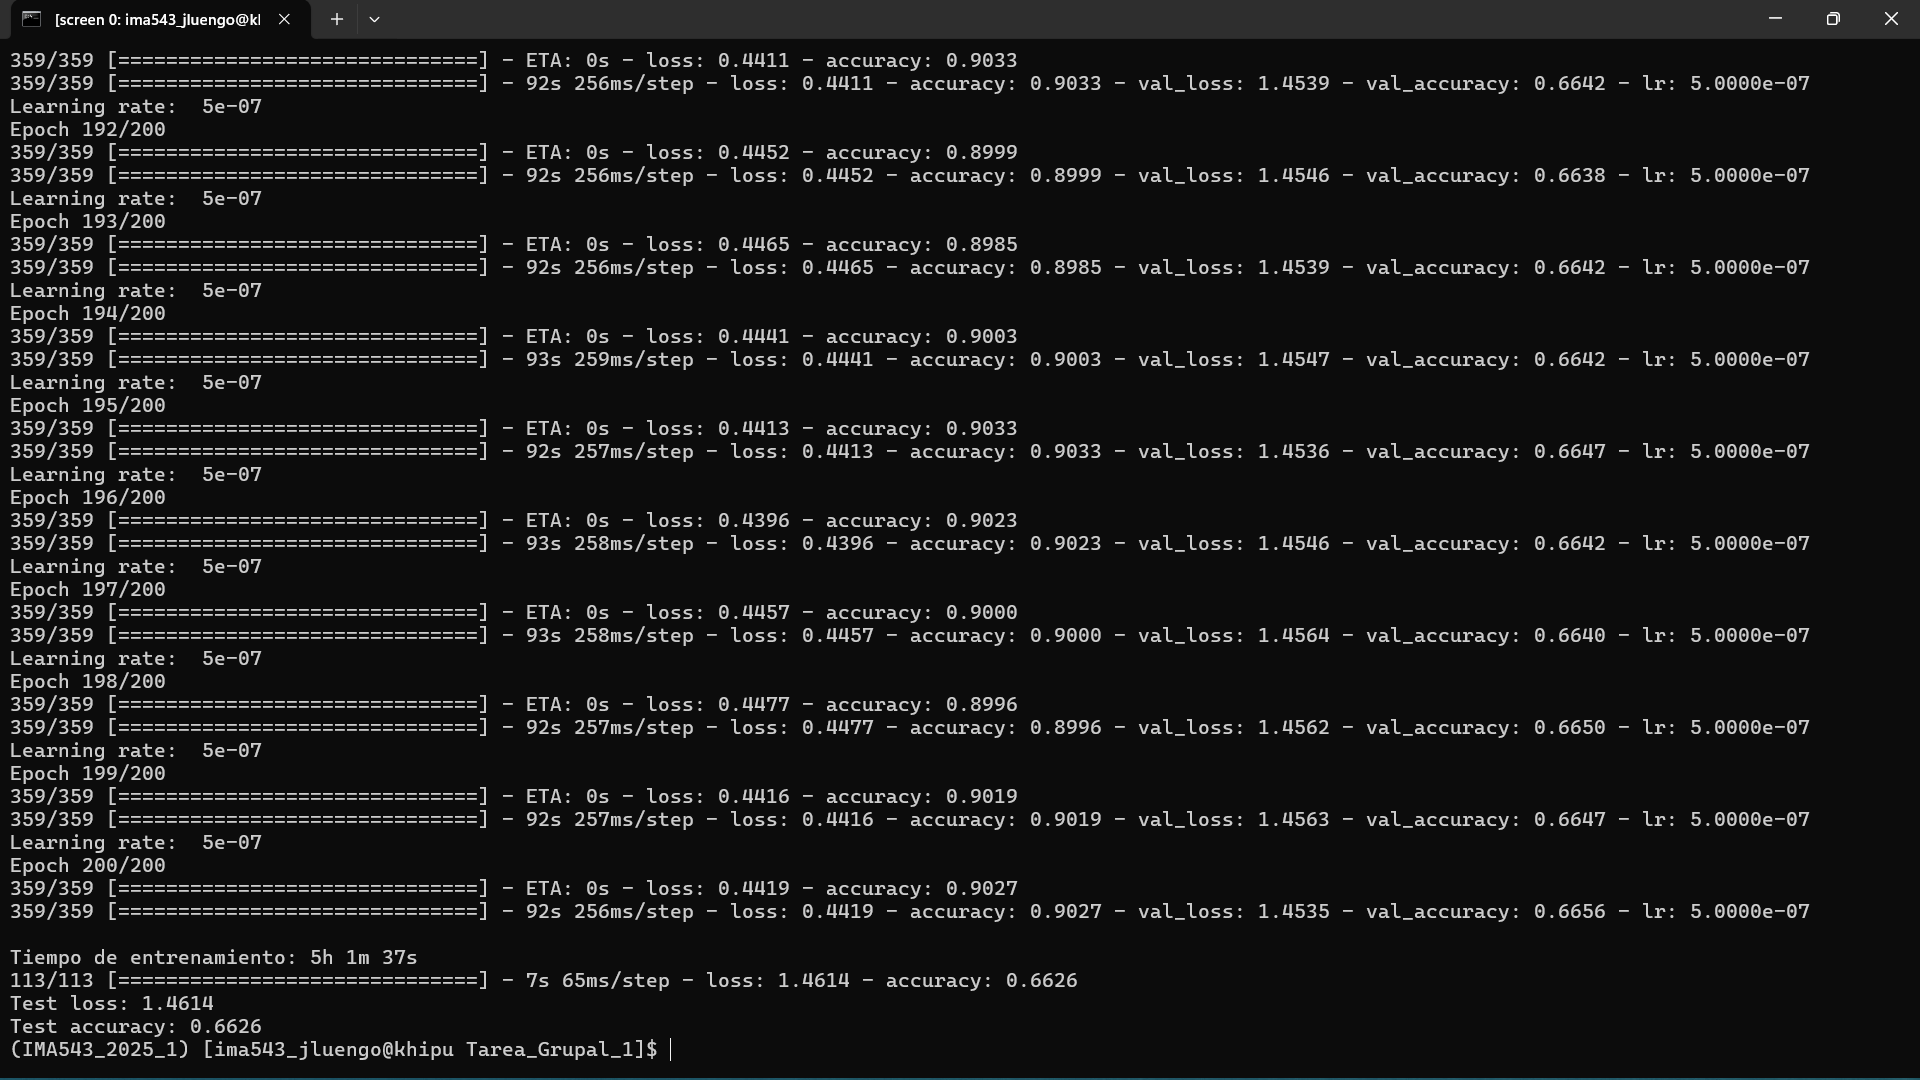 [screen 0: ima543_jluengo@kl
359/359 [==============================] - ETA: 0s - loss: 0.4411 - accuracy: 0.9033
359/359 [==============================] - 92s 256ms/step - loss: 0.4411 - accuracy: 0.9033 - val_loss: 1.4539 - val_accuracy: 0.6642 - lr: 5.0000e-07
Learning rate:  5e-07
Epoch 192/200
359/359 [==============================] - ETA: 0s - loss: 0.4452 - accuracy: 0.8999
359/359 [==============================] - 92s 256ms/step - loss: 0.4452 - accuracy: 0.8999 - val_loss: 1.4546 - val_accuracy: 0.6638 - lr: 5.0000e-07
Learning rate:  5e-07
Epoch 193/200
359/359 [==============================] - ETA: 0s - loss: 0.4465 - accuracy: 0.8985
359/359 [==============================] - 92s 256ms/step - loss: 0.4465 - accuracy: 0.8985 - val_loss: 1.4539 - val_accuracy: 0.6642 - lr: 5.0000e-07
Learning rate:  5e-07
Epoch 194/200
359/359 [==============================] - ETA: 0s - loss: 0.4441 - accuracy: 0.9003
359/359 [==============================] - 93s 259ms/step - loss: 0.4441 - accuracy: 0.9003 - val_loss: 1.4547 - val_accuracy: 0.6642 - lr: 5.0000e-07
Learning rate:  5e-07
Epoch 195/200
359/359 [==============================] - ETA: 0s - loss: 0.4413 - accuracy: 0.9033
359/359 [==============================] - 92s 257ms/step - loss: 0.4413 - accuracy: 0.9033 - val_loss: 1.4536 - val_accuracy: 0.6647 - lr: 5.0000e-07
Learning rate:  5e-07
Epoch 196/200
359/359 [==============================] - ETA: 0s - loss: 0.4396 - accuracy: 0.9023
359/359 [==============================] - 93s 258ms/step - loss: 0.4396 - accuracy: 0.9023 - val_loss: 1.4546 - val_accuracy: 0.6642 - lr: 5.0000e-07
Learning rate:  5e-07
Epoch 197/200
359/359 [==============================] - ETA: 0s - loss: 0.4457 - accuracy: 0.9000
359/359 [==============================] - 93s 258ms/step - loss: 0.4457 - accuracy: 0.9000 - val_loss: 1.4564 - val_accuracy: 0.6640 - lr: 5.0000e-07
Learning rate:  5e-07
Epoch 198/200
359/359 [==============================] - ETA: 0s - loss: 0.4477 - accuracy: 0.8996
359/359 [==============================] - 92s 257ms/step - loss: 0.4477 - accuracy: 0.8996 - val_loss: 1.4562 - val_accuracy: 0.6650 - lr: 5.0000e-07
Learning rate:  5e-07
Epoch 199/200
359/359 [==============================] - ETA: 0s - loss: 0.4416 - accuracy: 0.9019
359/359 [==============================] - 92s 257ms/step - loss: 0.4416 - accuracy: 0.9019 - val_loss: 1.4563 - val_accuracy: 0.6647 - lr: 5.0000e-07
Learning rate:  5e-07
Epoch 200/200
359/359 [==============================] - ETA: 0s - loss: 0.4419 - accuracy: 0.9027
359/359 [==============================] - 92s 256ms/step - loss: 0.4419 - accuracy: 0.9027 - val_loss: 1.4535 - val_accuracy: 0.6656 - lr: 5.0000e-07
Tiempo de entrenamiento: 5h 1m 37s
113/113 [==============================] - 7s 65ms/step - loss: 1.4614 - accuracy: 0.6626
Test loss: 1.4614
Test accuracy: 0.6626
(IMA543_2025_1) [ima543_jluengo@khipu Tarea_Grupal_1]$